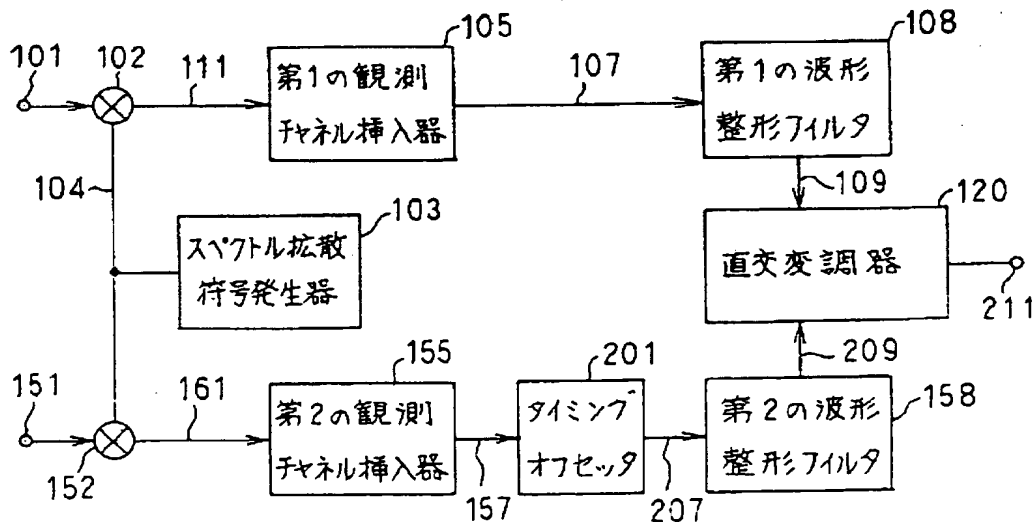 101
102
111
105
第1の観測
チャネル挿入器
107
108
第1の波形
整形フィルタ
104
109
103
スペクトル拡散
符号発生器
120
直交変調器
211
151
152
161
155
第2の観測
チャネル挿入器
157
201
タイミング
オフセッタ
207
209
第2の波形
整形フィルタ
158